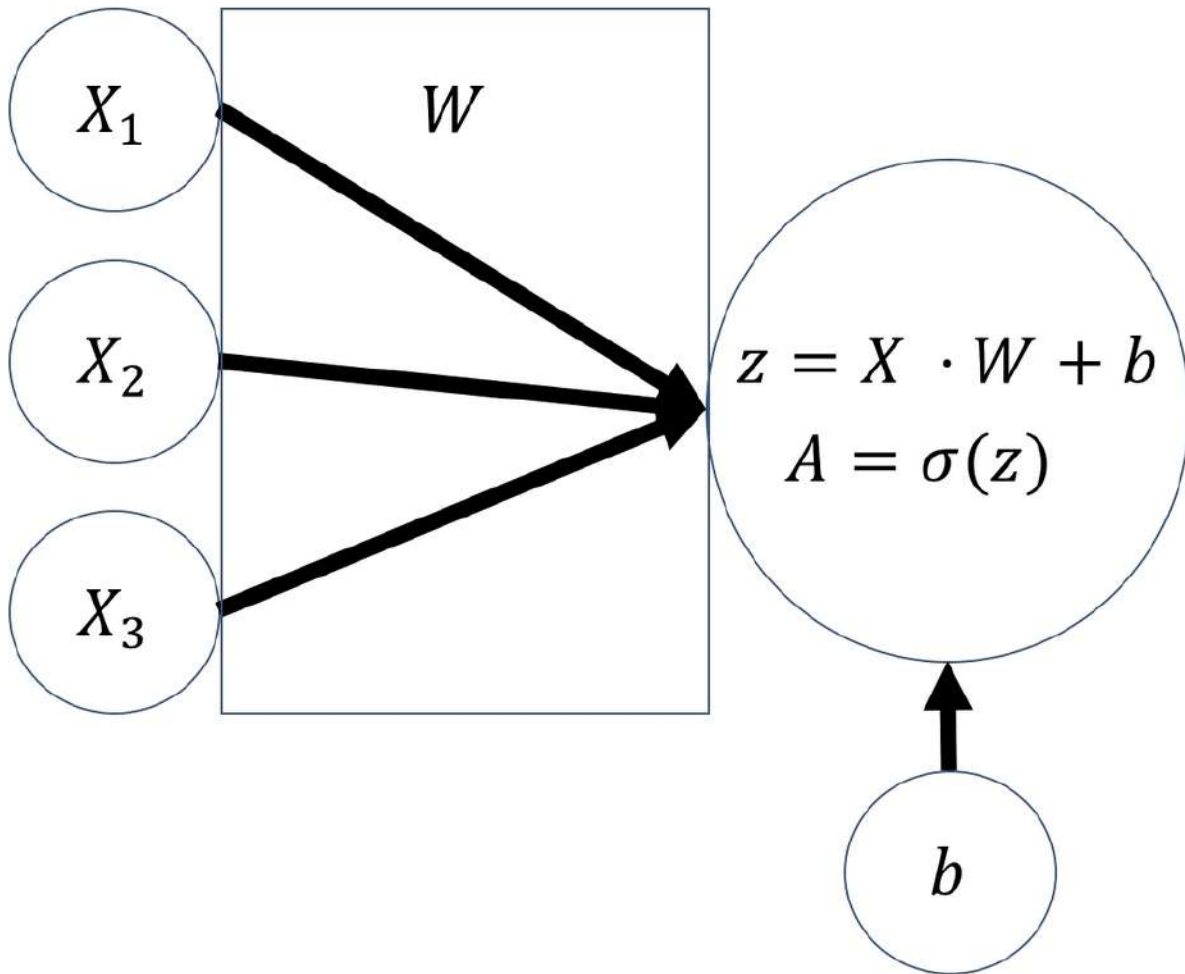 X₁
W
X₂
z = X · W + b
A = σ(z)
X₃
b